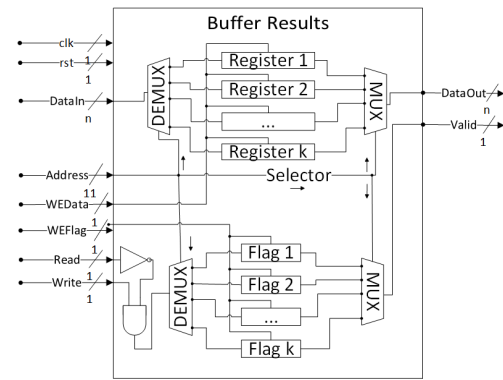 Buffer Results
clk
1
rst
1
DataIn
n
Address
11
WEData
1
WEFlag
1
Read
1
Write
1
DEMUX
Register 1
Register 2
...
Register k
MUX
Selector
DEMUX
Flag 1
Flag 2
...
Flag k
MUX
DataOut
n
Valid
1